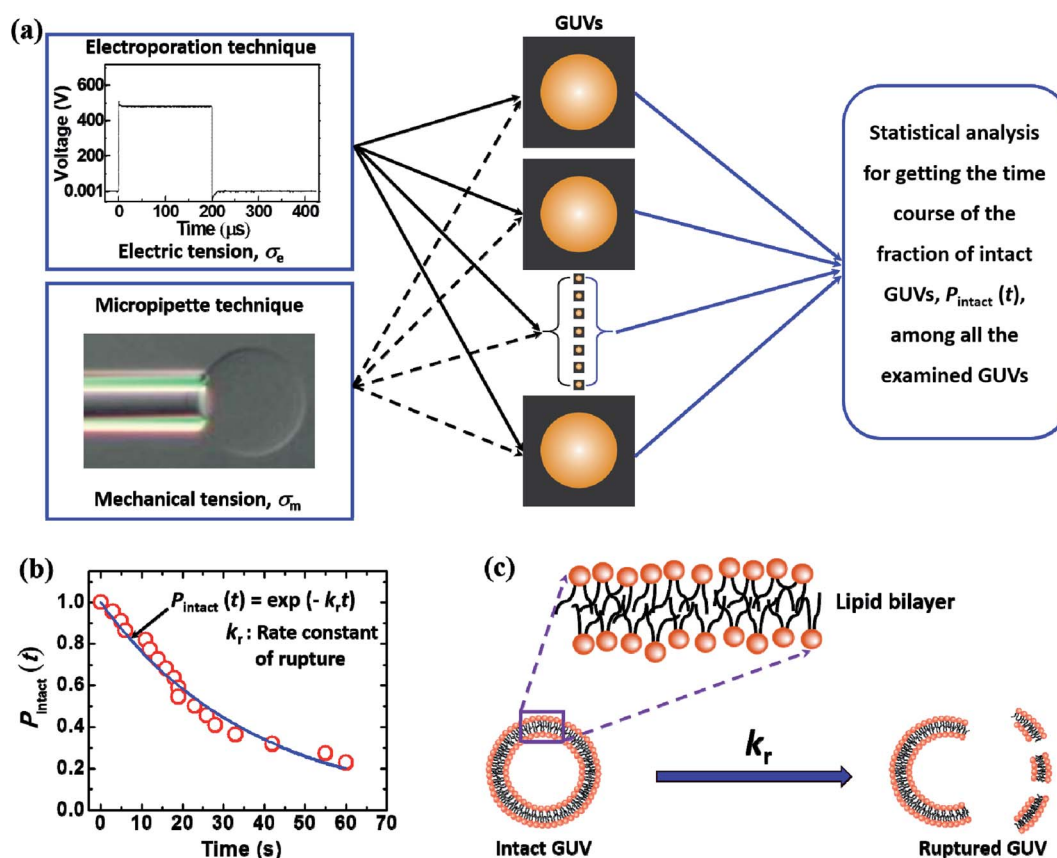 (a)
Electroporation technique
600
400
200
0.001
Voltage (V)
0 200 400
Time (μs)
Electric tension, σe
Micropipette technique
Mechanical tension, σm
GUVs
Statistical analysis
for getting the time
course of the
fraction of intact
GUVs, Pintact (t),
among all the
examined GUVs
(b)
1.0
0.8
0.6
0.4
0.2
0.0
Pintact (t)
Pintact (t) = exp (- krt)
kr : Rate constant
of rupture
0 10 20 30 40 50 60 70
Time (s)
(c)
Lipid bilayer
kr
Intact GUV
Ruptured GUV